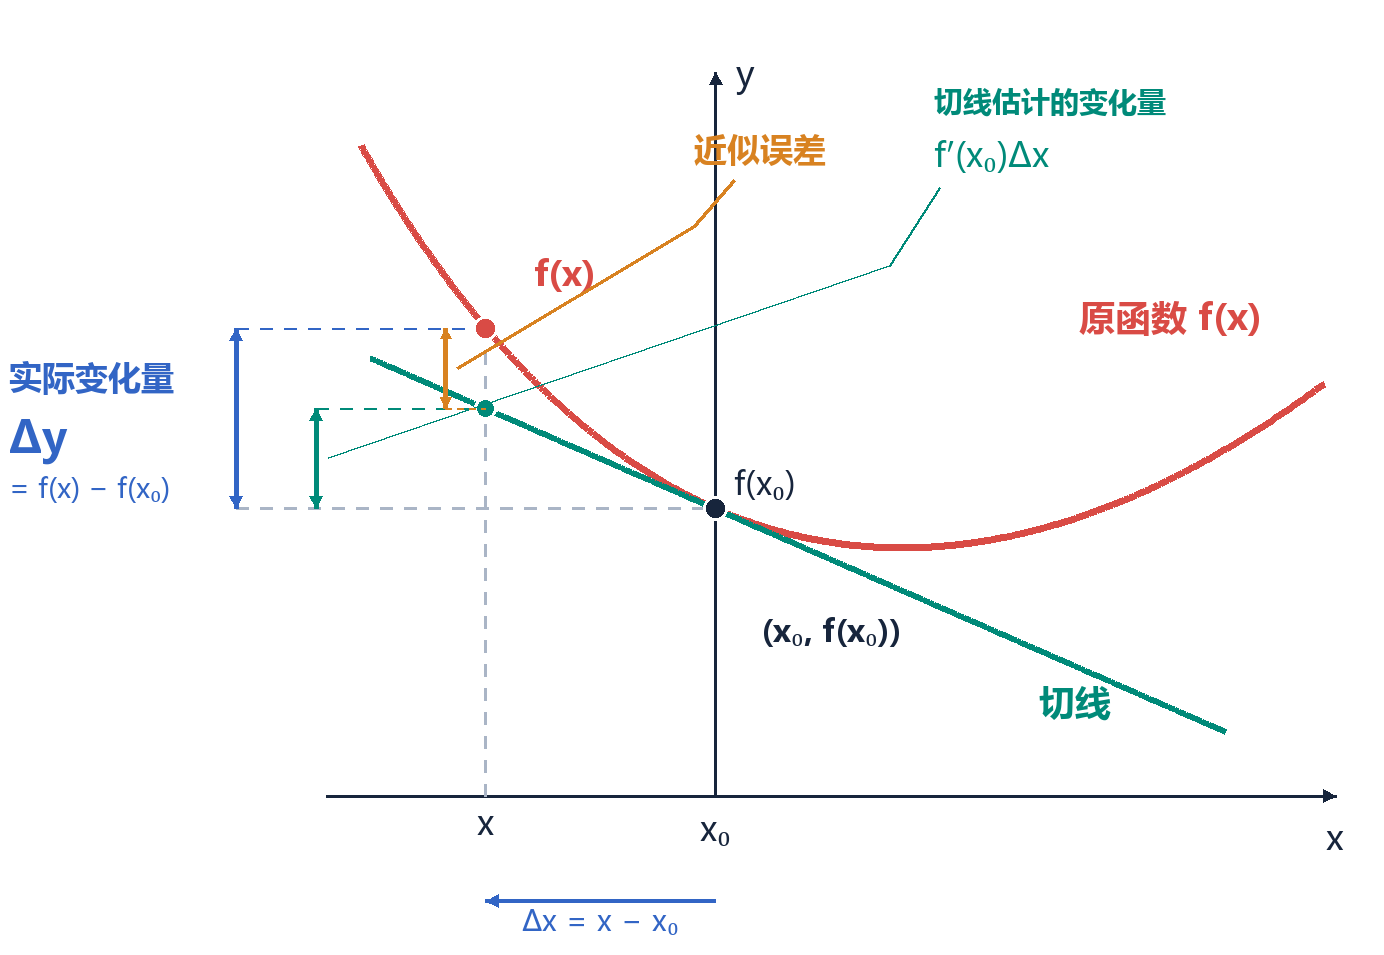 y
切线估计的变化量
f′(x₀)Δx
近似误差
f(x)
原函数 f(x)
实际变化量
Δy
= f(x) − f(x₀)
f(x₀)
(x₀, f(x₀))
切线
x
x₀
x
Δx = x − x₀